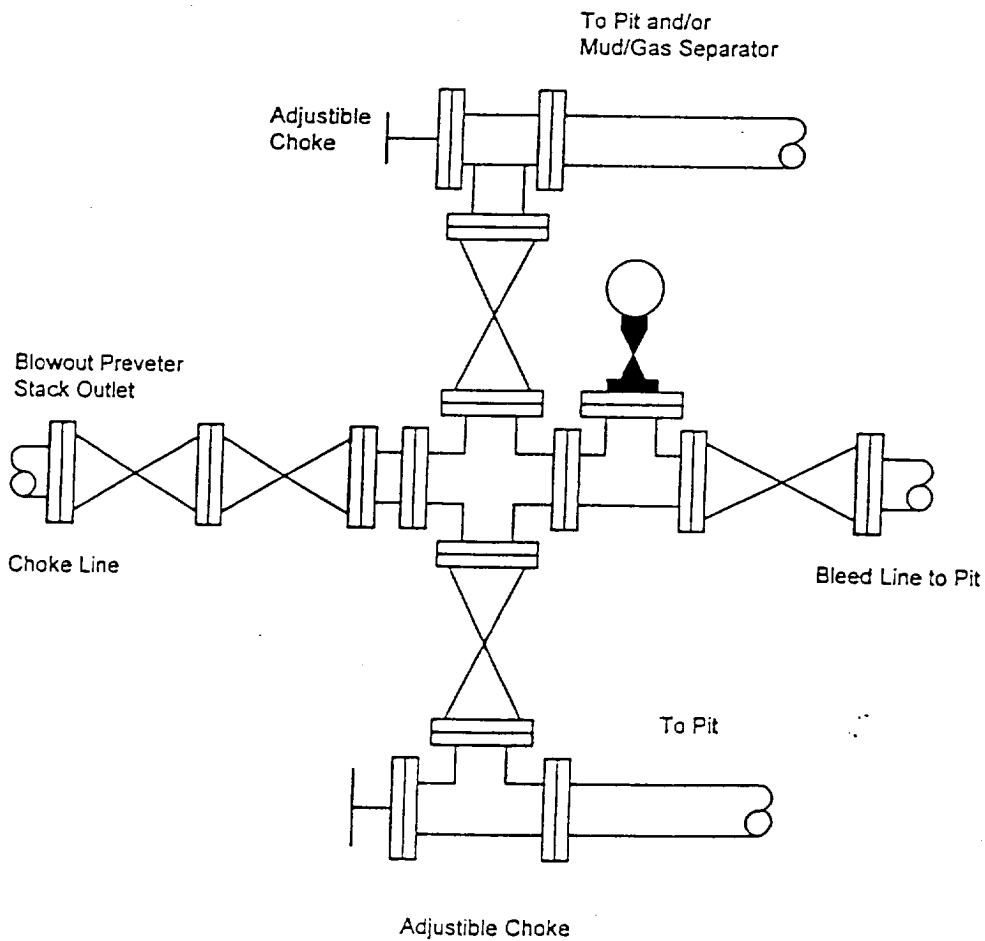 To Pit and/or
Mud/Gas Separator
Adjustible
Choke
Blowout Preveter
Stack Outlet
Choke Line
Bleed Line to Pit
To Pit
Adjustible Choke